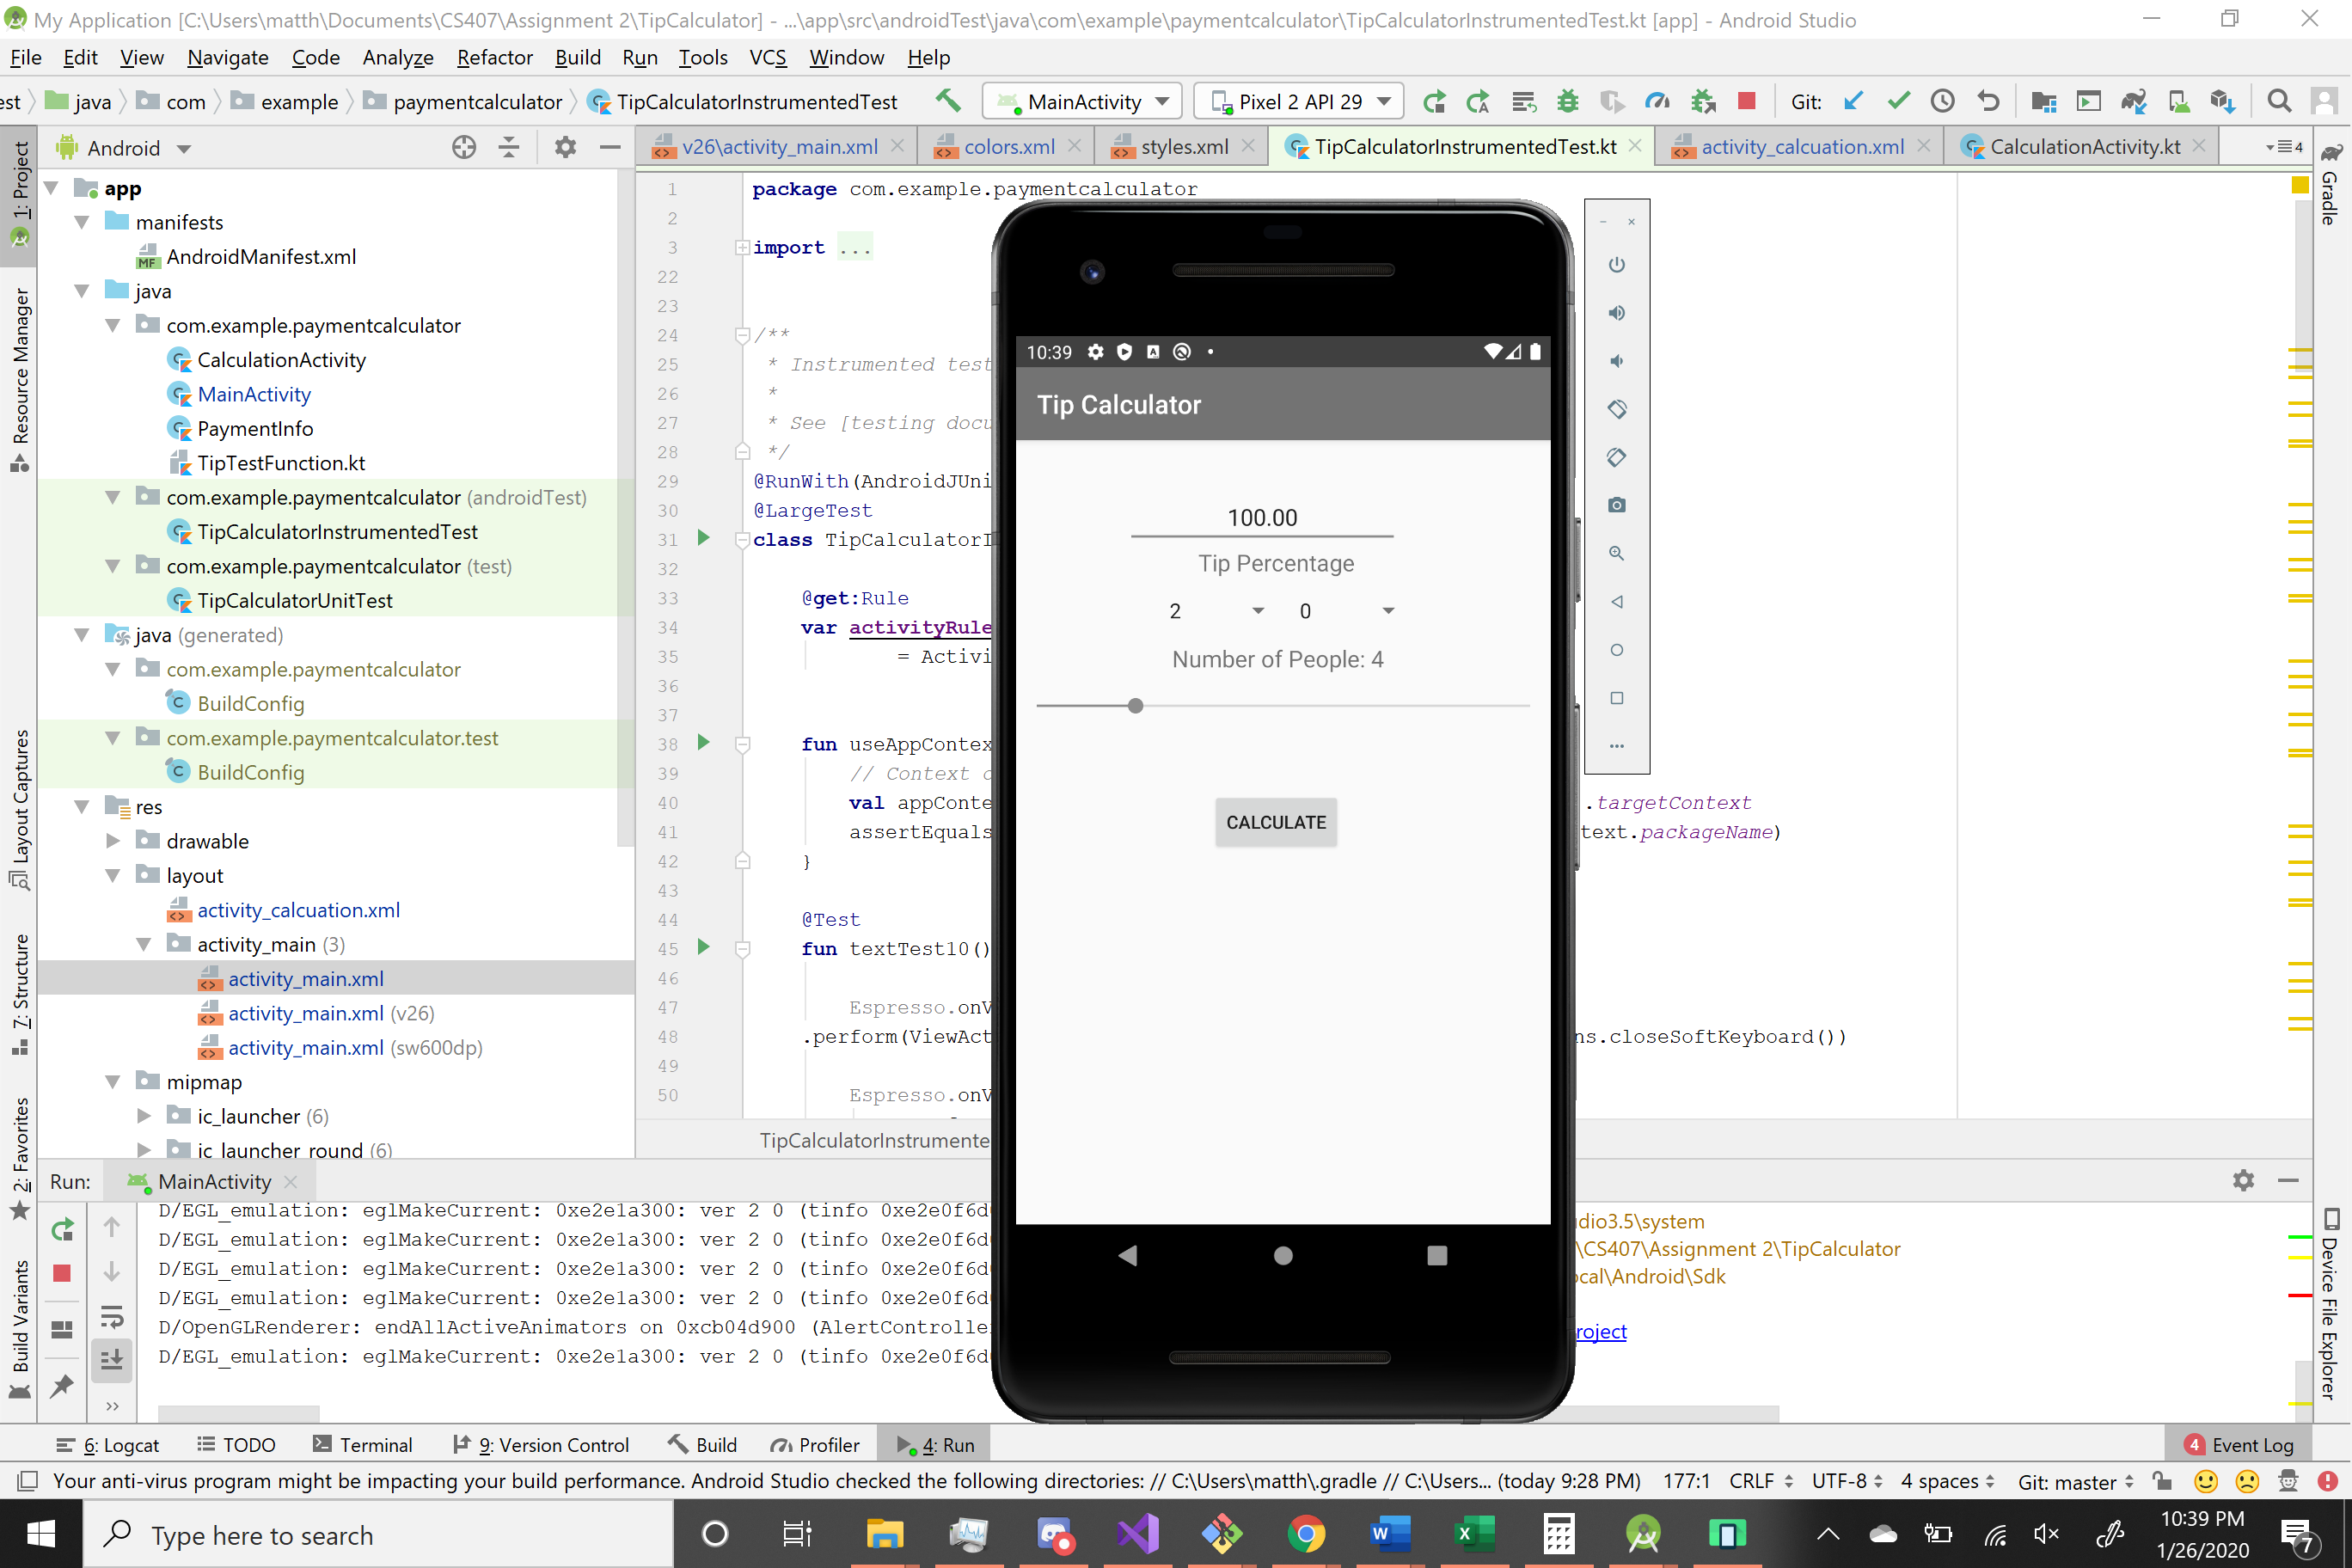 My Application [C:\Users\matth\Documents\CS407\Assignment 2\TipCalculator] - ...\app\src\androidTest\java\com\example\paymentcalculator\TipCalculatorInstrumentedTest.kt [app] - Android Studio
File Edit View Navigate Code Analyze Refactor Build Run Tools VCS Window Help
est java com example paymentcalculator TipCalculatorInstrumentedTest MainActivity Pixel 2 API 29 Git:
Android
v26\activity_main.xml colors.xml styles.xml TipCalculatorInstrumentedTest.kt activity_calcuation.xml CalculationActivity.kt 4
1: Project
Resource Manager
Layout Captures
7: Structure
2: Favorites
Build Variants
app
manifests
AndroidManifest.xml
java
com.example.paymentcalculator
CalculationActivity
MainActivity
PaymentInfo
TipTestFunction.kt
com.example.paymentcalculator (androidTest)
TipCalculatorInstrumentedTest
com.example.paymentcalculator (test)
TipCalculatorUnitTest
java (generated)
com.example.paymentcalculator
BuildConfig
com.example.paymentcalculator.test
BuildConfig
res
drawable
layout
activity_calcuation.xml
activity_main (3)
activity_main.xml
activity_main.xml (v26)
activity_main.xml (sw600dp)
mipmap
ic_launcher (6)
ic_launcher_round (6)
1 package com.example.paymentcalculator
2
3 import ...
22
23
24 /**
25 * Instrumented test
26 *
27 * See [testing docu
28 */
29 @RunWith(AndroidJUni
30 @LargeTest
31 class TipCalculatorI
32
33 @get:Rule
34 var activityRule
35 = Activi
36
37
38 fun useAppContex
39 // Context o
40 val appConte .targetContext
41 assertEquals text.packageName)
42 }
43
44 @Test
45 fun textTest10()
46
47 Espresso.onV
48 .perform(ViewAct ns.closeSoftKeyboard())
49
50 Espresso.onV
TipCalculatorInstrumente
10:39
Tip Calculator
100.00
Tip Percentage
2 0
Number of People: 4
CALCULATE
Gradle
Device File Explorer
Run: MainActivity
D/EGL_emulation: eglMakeCurrent: 0xe2e1a300: ver 2 0 (tinfo 0xe2e0f6d
D/EGL_emulation: eglMakeCurrent: 0xe2e1a300: ver 2 0 (tinfo 0xe2e0f6d
D/EGL_emulation: eglMakeCurrent: 0xe2e1a300: ver 2 0 (tinfo 0xe2e0f6d
D/EGL_emulation: eglMakeCurrent: 0xe2e1a300: ver 2 0 (tinfo 0xe2e0f6d
D/OpenGLRenderer: endAllActiveAnimators on 0xcb04d900 (AlertController
D/EGL_emulation: eglMakeCurrent: 0xe2e1a300: ver 2 0 (tinfo 0xe2e0f6d
dio3.5\system
\CS407\Assignment 2\TipCalculator
ocal\Android\Sdk
roject
6: Logcat TODO Terminal 9: Version Control Build Profiler 4: Run 4 Event Log
Your anti-virus program might be impacting your build performance. Android Studio checked the following directories: // C:\Users\matth\.gradle // C:\Users... (today 9:28 PM) 177:1 CRLF UTF-8 4 spaces Git: master
Type here to search
10:39 PM
1/26/2020
7